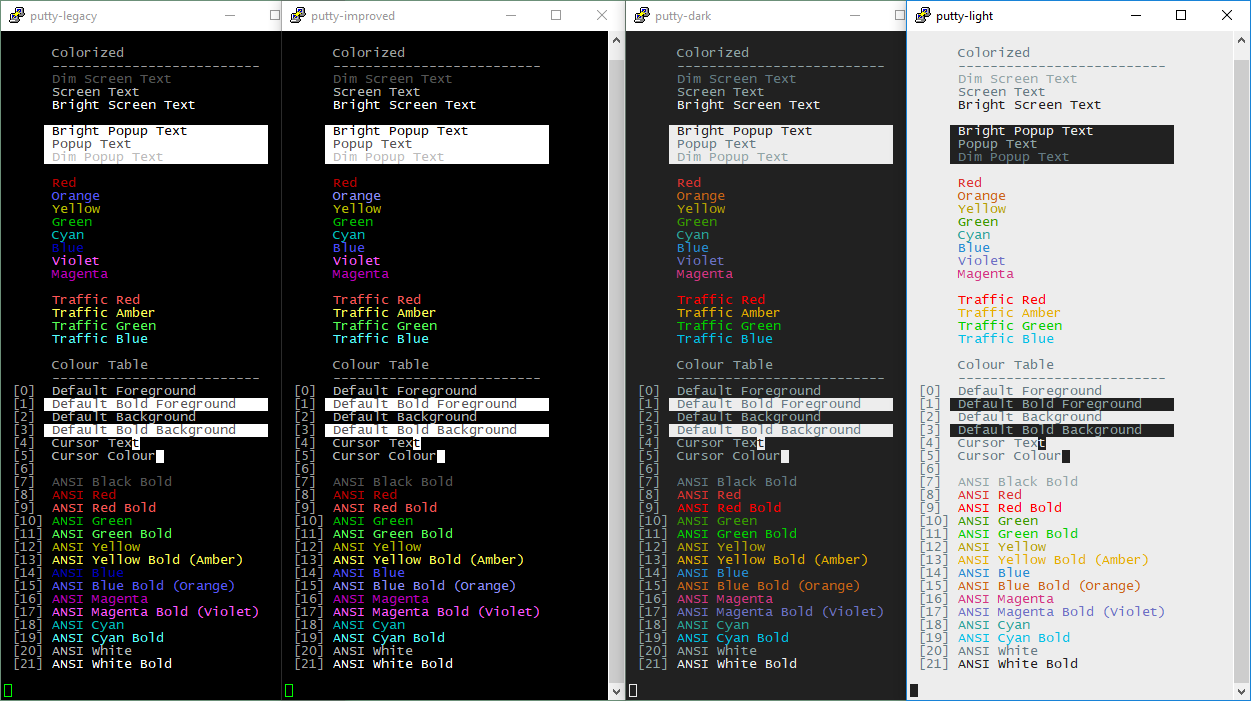 putty-legacy
Colorized
--------------------------
Dim Screen Text
Screen Text
Bright Screen Text
Bright Popup Text
Popup Text
Dim Popup Text
Red
Orange
Yellow
Green
Cyan
Blue
Violet
Magenta
Traffic Red
Traffic Amber
Traffic Green
Traffic Blue
Colour Table
--------------------------
[0] Default Foreground
[1] Default Bold Foreground
[2] Default Background
[3] Default Bold Background
[4] Cursor Text
[5] Cursor Colour
[6]
[7] ANSI Black Bold
[8] ANSI Red
[9] ANSI Red Bold
[10] ANSI Green
[11] ANSI Green Bold
[12] ANSI Yellow
[13] ANSI Yellow Bold (Amber)
[14] ANSI Blue
[15] ANSI Blue Bold (Orange)
[16] ANSI Magenta
[17] ANSI Magenta Bold (Violet)
[18] ANSI Cyan
[19] ANSI Cyan Bold
[20] ANSI White
[21] ANSI White Bold
putty-improved
Colorized
--------------------------
Dim Screen Text
Screen Text
Bright Screen Text
Bright Popup Text
Popup Text
Dim Popup Text
Red
Orange
Yellow
Green
Cyan
Blue
Violet
Magenta
Traffic Red
Traffic Amber
Traffic Green
Traffic Blue
Colour Table
--------------------------
[0] Default Foreground
[1] Default Bold Foreground
[2] Default Background
[3] Default Bold Background
[4] Cursor Text
[5] Cursor Colour
[6]
[7] ANSI Black Bold
[8] ANSI Red
[9] ANSI Red Bold
[10] ANSI Green
[11] ANSI Green Bold
[12] ANSI Yellow
[13] ANSI Yellow Bold (Amber)
[14] ANSI Blue
[15] ANSI Blue Bold (Orange)
[16] ANSI Magenta
[17] ANSI Magenta Bold (Violet)
[18] ANSI Cyan
[19] ANSI Cyan Bold
[20] ANSI White
[21] ANSI White Bold
putty-dark
Colorized
--------------------------
Dim Screen Text
Screen Text
Bright Screen Text
Bright Popup Text
Popup Text
Dim Popup Text
Red
Orange
Yellow
Green
Cyan
Blue
Violet
Magenta
Traffic Red
Traffic Amber
Traffic Green
Traffic Blue
Colour Table
--------------------------
[0] Default Foreground
[1] Default Bold Foreground
[2] Default Background
[3] Default Bold Background
[4] Cursor Text
[5] Cursor Colour
[6]
[7] ANSI Black Bold
[8] ANSI Red
[9] ANSI Red Bold
[10] ANSI Green
[11] ANSI Green Bold
[12] ANSI Yellow
[13] ANSI Yellow Bold (Amber)
[14] ANSI Blue
[15] ANSI Blue Bold (Orange)
[16] ANSI Magenta
[17] ANSI Magenta Bold (Violet)
[18] ANSI Cyan
[19] ANSI Cyan Bold
[20] ANSI White
[21] ANSI White Bold
putty-light
Colorized
--------------------------
Dim Screen Text
Screen Text
Bright Screen Text
Bright Popup Text
Popup Text
Dim Popup Text
Red
Orange
Yellow
Green
Cyan
Blue
Violet
Magenta
Traffic Red
Traffic Amber
Traffic Green
Traffic Blue
Colour Table
--------------------------
[0] Default Foreground
[1] Default Bold Foreground
[2] Default Background
[3] Default Bold Background
[4] Cursor Text
[5] Cursor Colour
[6]
[7] ANSI Black Bold
[8] ANSI Red
[9] ANSI Red Bold
[10] ANSI Green
[11] ANSI Green Bold
[12] ANSI Yellow
[13] ANSI Yellow Bold (Amber)
[14] ANSI Blue
[15] ANSI Blue Bold (Orange)
[16] ANSI Magenta
[17] ANSI Magenta Bold (Violet)
[18] ANSI Cyan
[19] ANSI Cyan Bold
[20] ANSI White
[21] ANSI White Bold